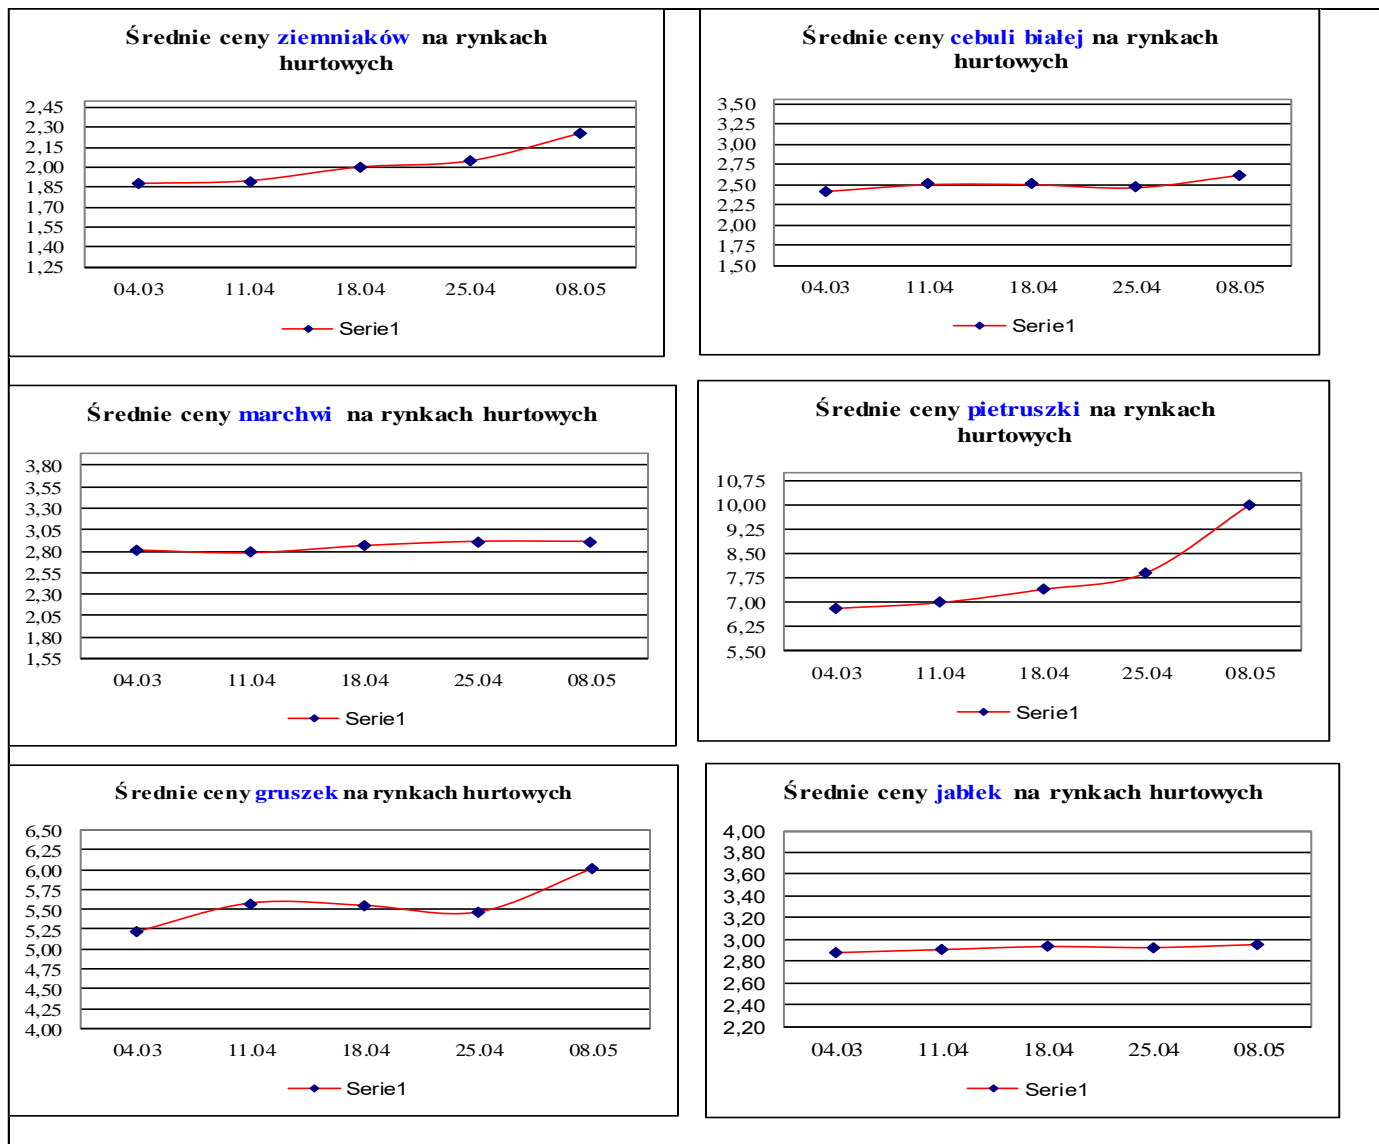 Średnie ceny ziemniaków na rynkach
hurtowych
2,45
2,30
2,15
2,00
1,85
1,70
1,55
1,40
1,25
04.03 11.04 18.04 25.04 08.05
Serie1
Średnie ceny cebuli białej na rynkach
hurtowych
3,50
3,25
3,00
2,75
2,50
2,25
2,00
1,75
1,50
04.03 11.04 18.04 25.04 08.05
Serie1
Średnie ceny marchwi na rynkach hurtowych
3,80
3,55
3,30
3,05
2,80
2,55
2,30
2,05
1,80
1,55
04.03 11.04 18.04 25.04 08.05
Serie1
Średnie ceny pietruszki na rynkach
hurtowych
10,75
10,00
9,25
8,50
7,75
7,00
6,25
5,50
04.03 11.04 18.04 25.04 08.05
Serie1
Średnie ceny gruszek na rynkach hurtowych
6,50
6,25
6,00
5,75
5,50
5,25
5,00
4,75
4,50
4,25
4,00
04.03 11.04 18.04 25.04 08.05
Serie1
Średnie ceny jabłek na rynkach hurtowych
4,00
3,80
3,60
3,40
3,20
3,00
2,80
2,60
2,40
2,20
04.03 11.04 18.04 25.04 08.05
Serie1